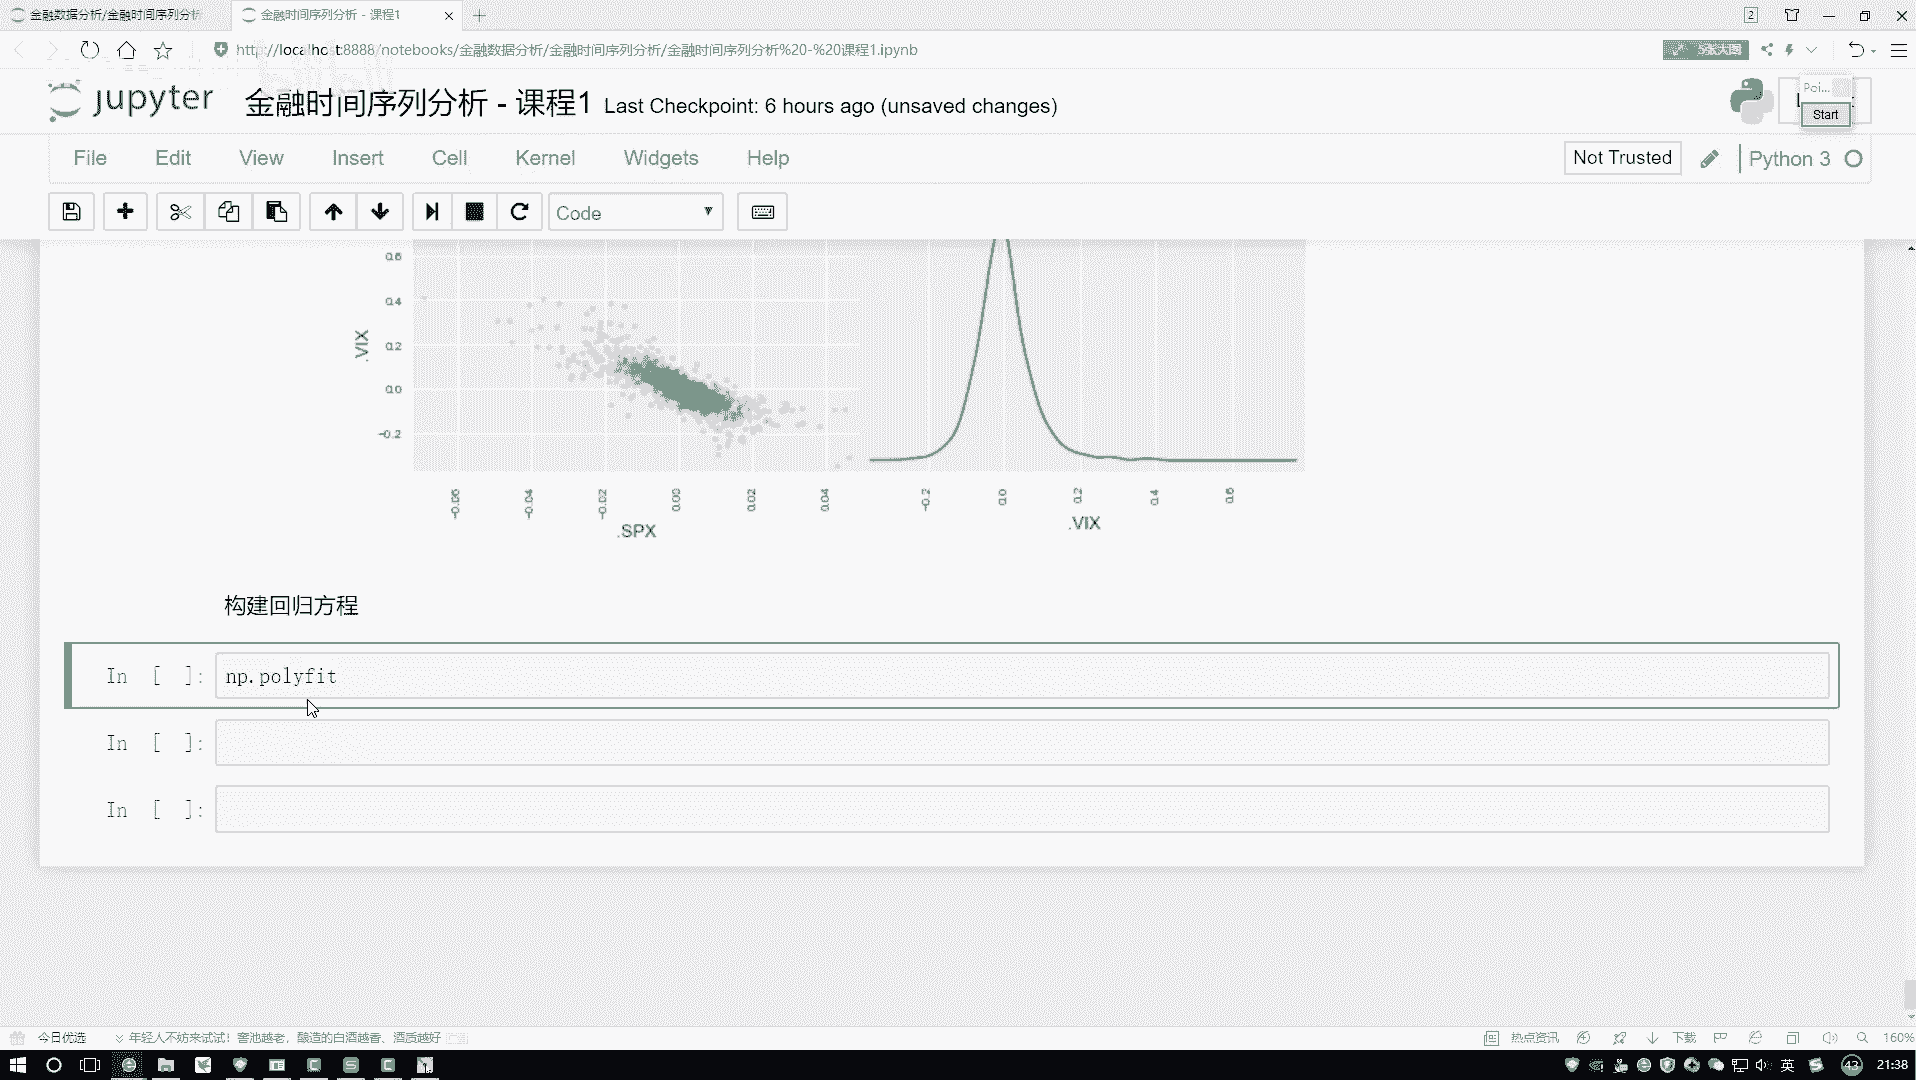 金融数据分析/金融时间序列分析
金融时间序列分析 - 课程1
2
http://localhost:8888/notebooks/金融数据分析/金融时间序列分析/金融时间序列分析%20-%20课程1.ipynb
jupyter
金融时间序列分析 - 课程1
Last Checkpoint: 6 hours ago (unsaved changes)
Poi...
Start
File
Edit
View
Insert
Cell
Kernel
Widgets
Help
Not Trusted
Python 3
Code
0.6
0.4
0.2
0.0
-0.2
.VIX
-0.06
-0.04
-0.02
0.00
0.02
0.04
.SPX
-0.2
0.0
0.2
0.4
0.6
.VIX
构建回归方程
In [ ]:
np.polyfit
In [ ]:
In [ ]:
今日优选
年轻人不妨来试试！窖池越老，酿造的白酒越香、酒质越好
热点资讯
下载
160%
英
43
21:38